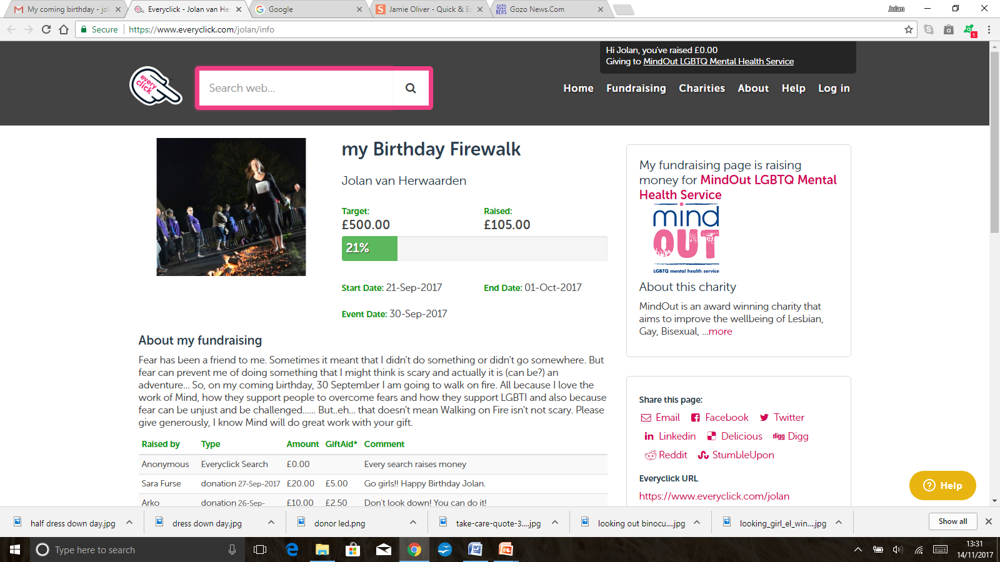 My coming birthday - jol
Everyclick - Jolan van He
Google
Jamie Oliver - Quick & E
GOZO NEWS
Gozo News.Com
Jolan
Secure
https://www.everyclick.com/jolan/info
a
1
Hi Jolan, you've raised £0.00
Giving to MindOut LGBTQ Mental Health Service
every click
Search web...
Home Fundraising Charities About Help Log in
my Birthday Firewalk
Jolan van Herwaarden
Target: Raised:
£500.00 £105.00
21%
Start Date: 21-Sep-2017 End Date: 01-Oct-2017
Event Date: 30-Sep-2017
About my fundraising
Fear has been a friend to me. Sometimes it meant that I didn't do something or didn't go somewhere. But
fear can prevent me of doing something that I might think is scary and actually it is (can be?) an
adventure... So, on my coming birthday, 30 September I am going to walk on fire. All because I love the
work of Mind, how they support people to overcome fears and how they support LGBTI and also because
fear can be unjust and be challenged...... But..eh... that doesn't mean Walking on Fire isn't not scary. Please
give generously, I know Mind will do great work with your gift.
Raised by Type Amount GiftAid* Comment
Anonymous Everyclick Search £0.00 Every search raises money
Sara Furse donation 27-Sep-2017 £20.00 £5.00 Go girls!! Happy Birthday Jolan.
Arko donation 26-Sep- £10.00 £2.50 Don't look down! You can do it!
My fundraising page is raising
money for MindOut LGBTQ Mental
Health Service
mind
OUT
LGBTQ mental health service
About this charity
MindOut is an award winning charity that
aims to improve the wellbeing of Lesbian,
Gay, Bisexual, ...more
Share this page:
Email Facebook Twitter
in Linkedin Delicious digg Digg
Reddit StumbleUpon
Everyclick URL
https://www.everyclick.com/jolan
? Help
half dress down day.jpg
dress down day.jpg
donor led.png
take-care-quote-3....jpg
looking out binocu....jpg
looking_girl_el_win....jpg
Show all
Type here to search
13:31
14/11/2017